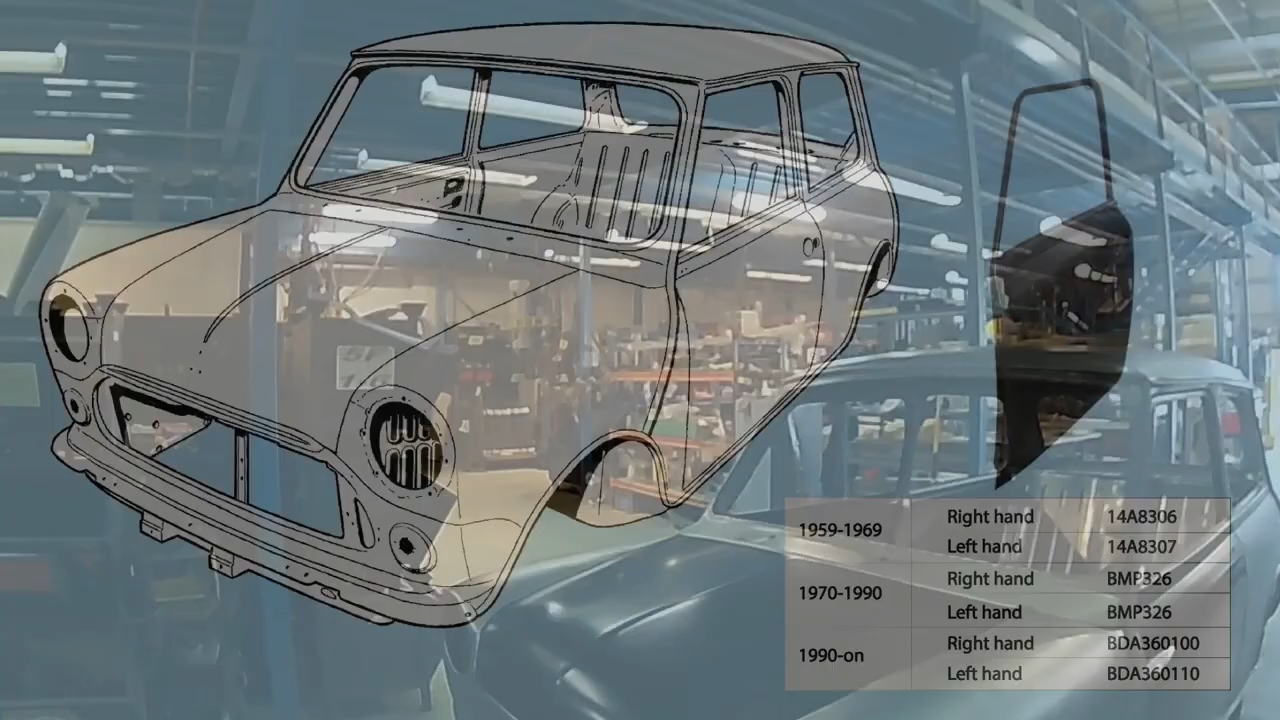 1959-1969 Right hand 14A8306
Left hand 14A8307
1970-1990 Right hand BMP326
Left hand BMP326
1990-on Right hand BDA360100
Left hand BDA360110